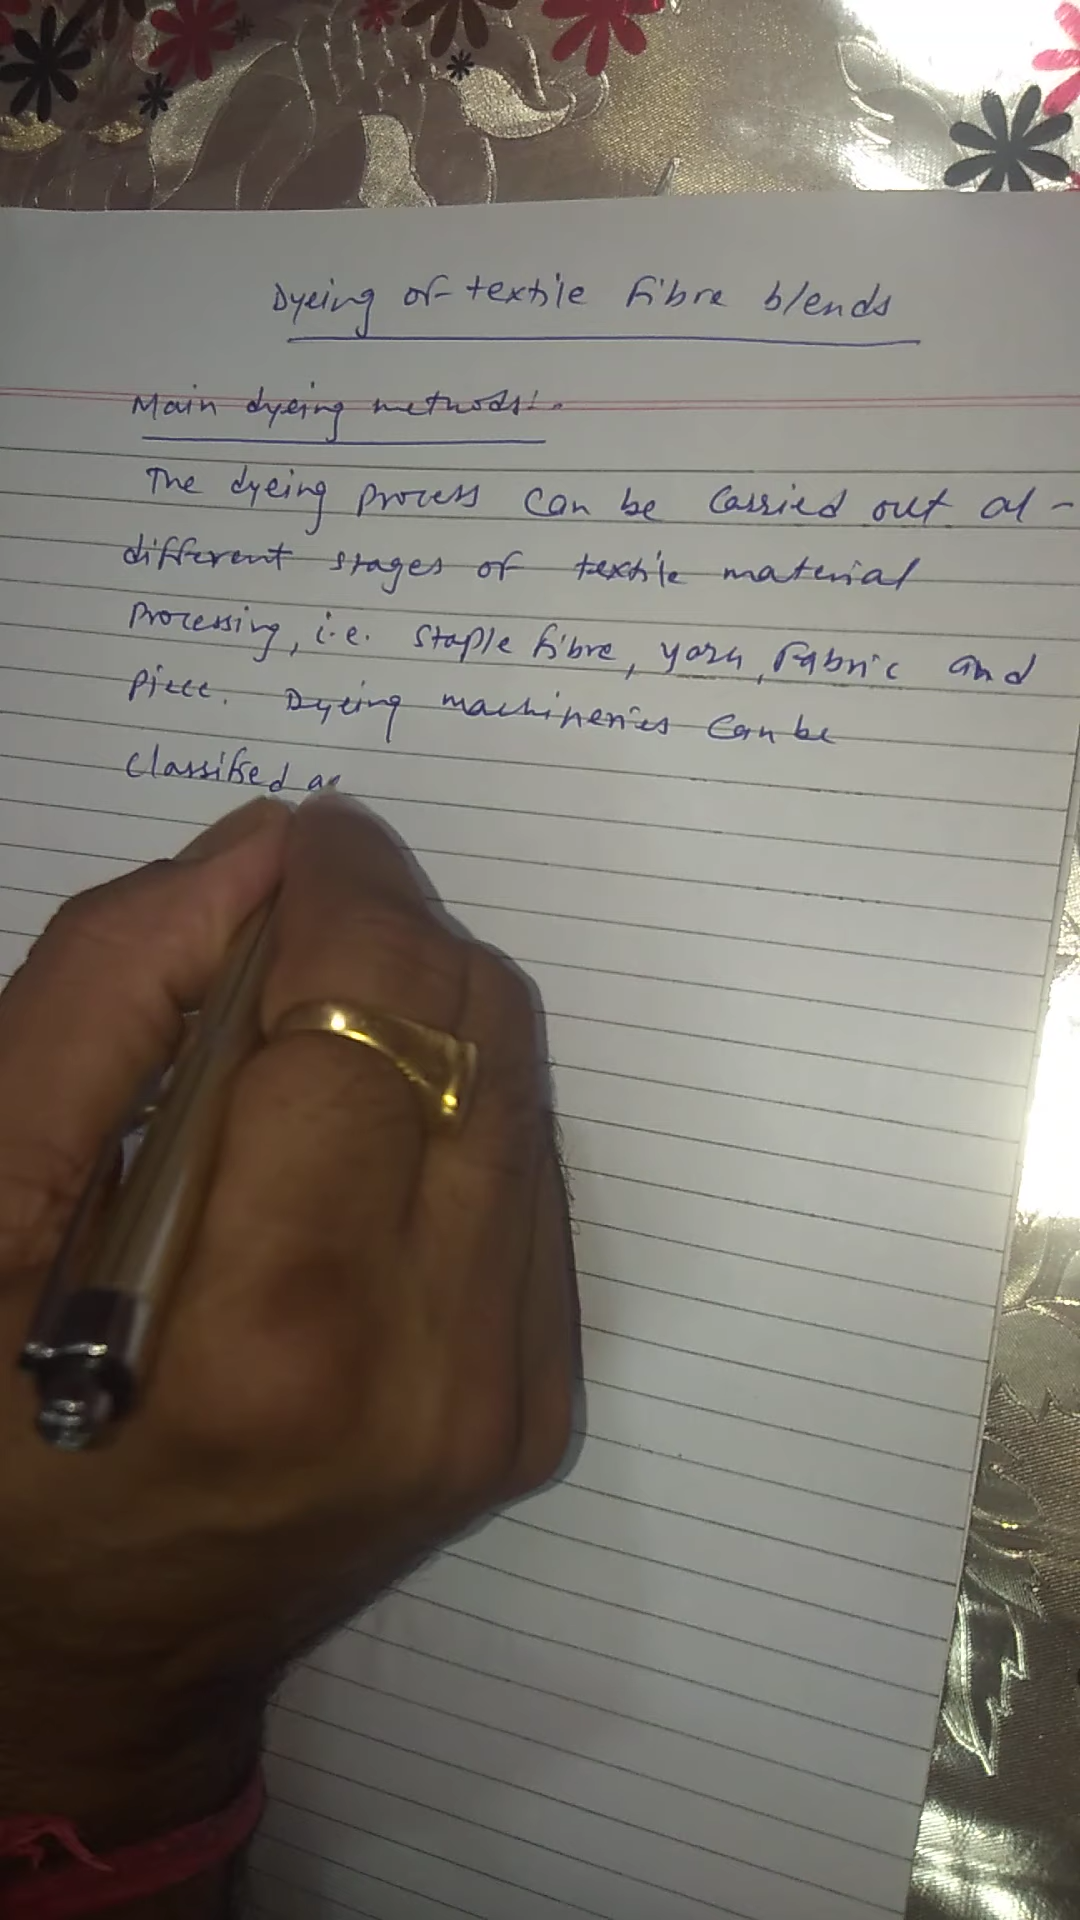 Dyeing of textile fibre blends
Main dyeing methods:-
The dyeing process can be carried out at
different stages of textile material
processing, i.e. staple fibre, yarn, fabric and
piece. Dyeing machineries can be
classified as